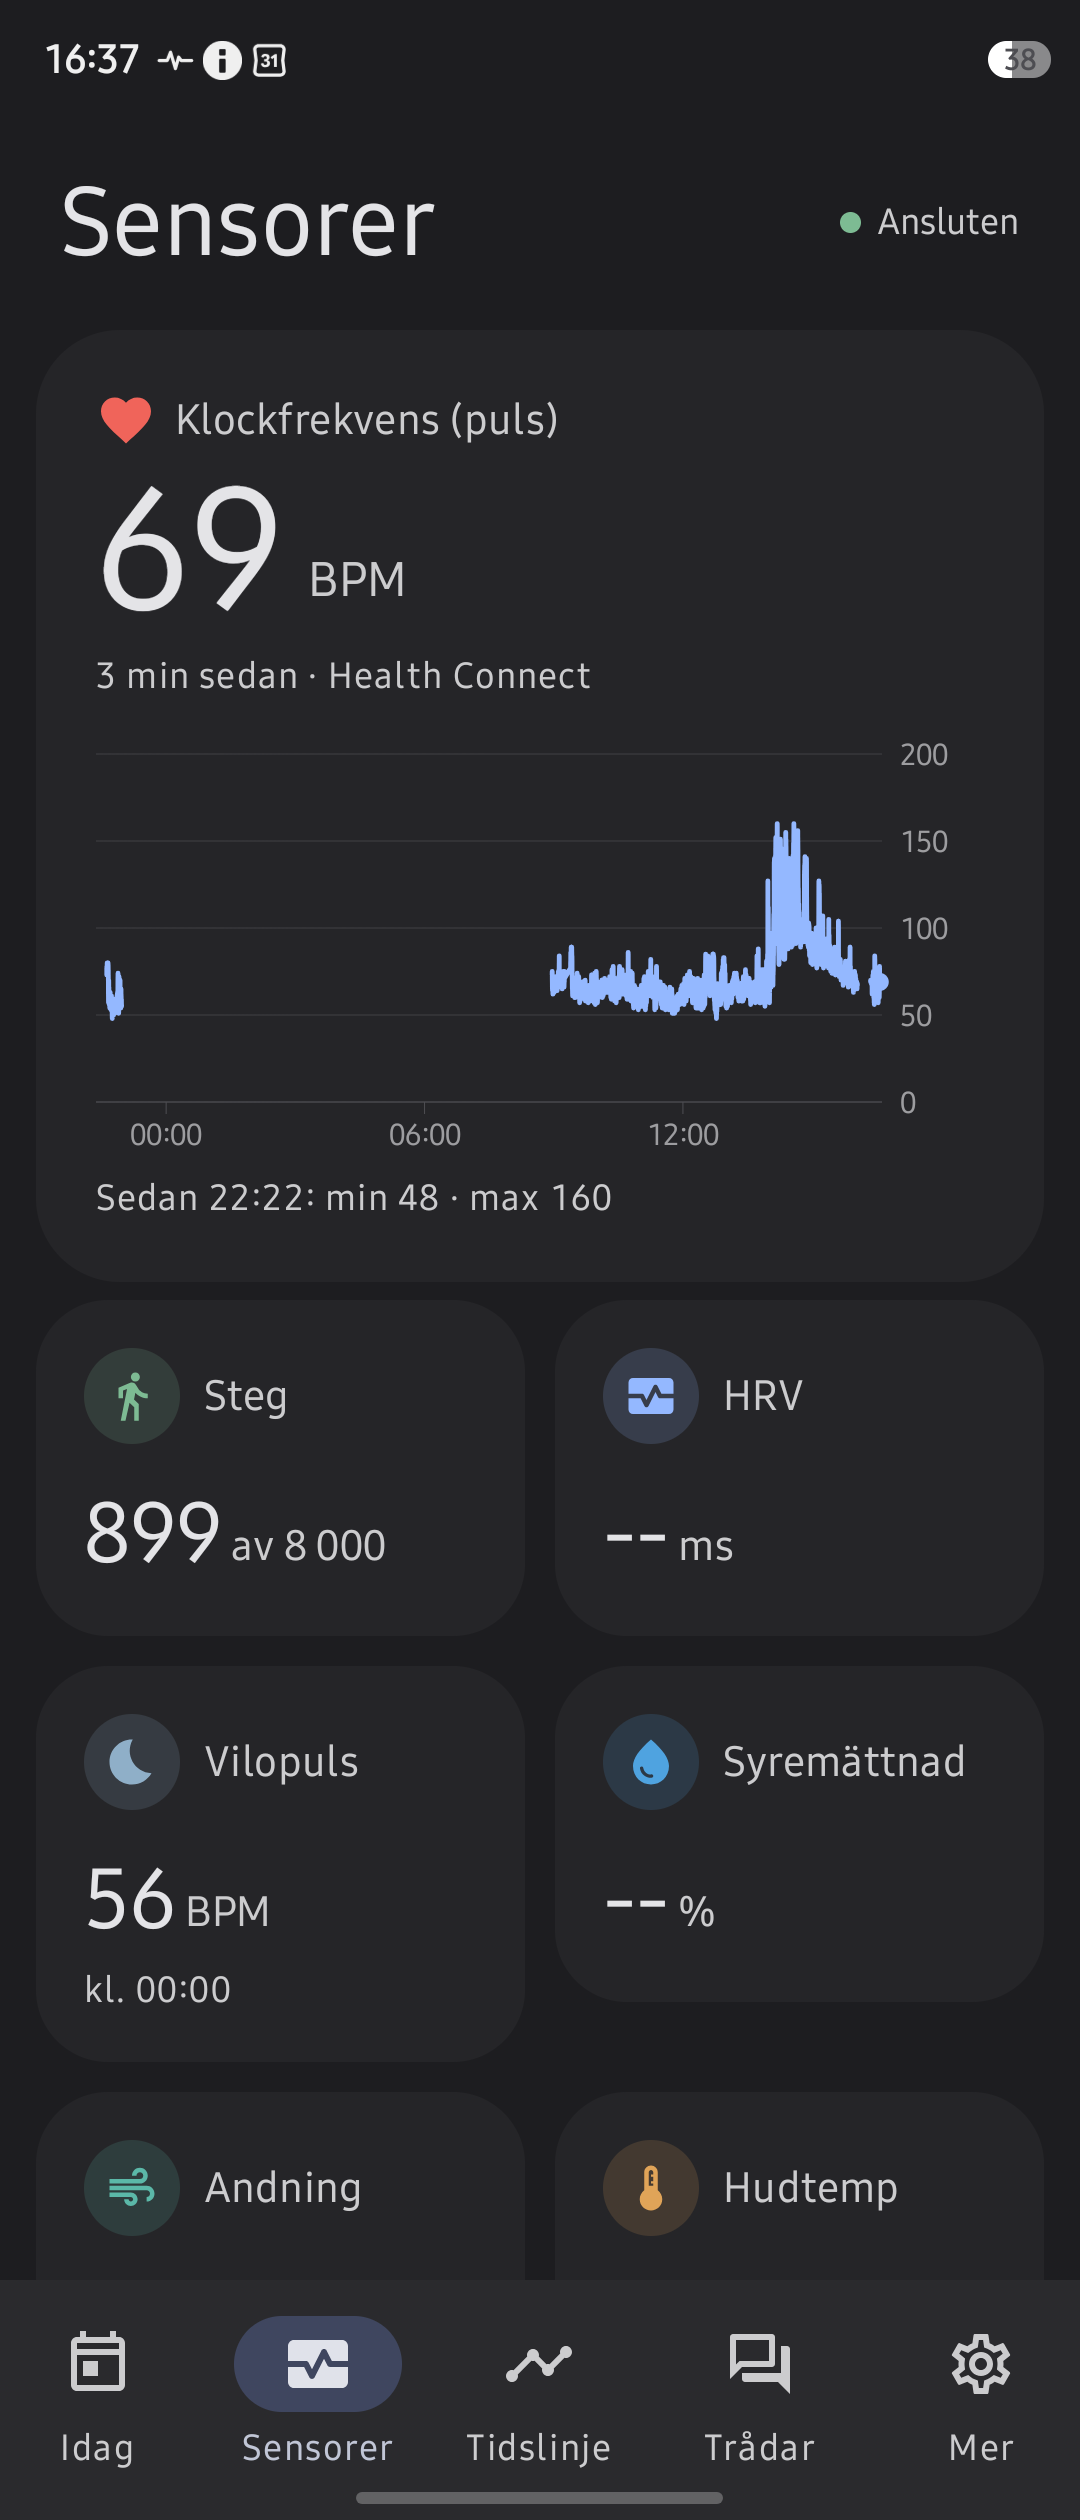 16:37
31
38
Sensorer
Ansluten
Klockfrekvens (puls)
69 BPM
3 min sedan · Health Connect
200
150
100
50
0
00:00
06:00
12:00
Sedan 22:22: min 48 · max 160
Steg
899 av 8 000
HRV
-- ms
Vilopuls
56 BPM
kl. 00:00
Syremättnad
-- %
Andning
Hudtemp
Idag
Sensorer
Tidslinje
Trådar
Mer